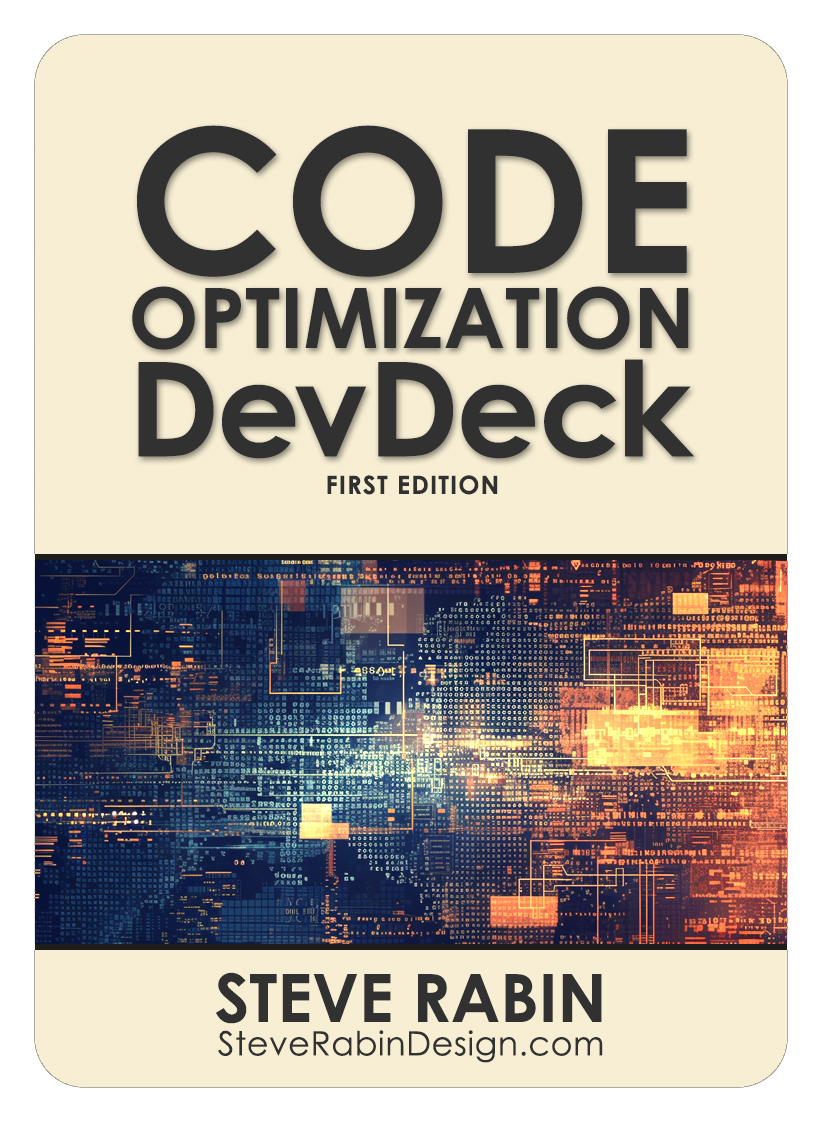 CODE
OPTIMIZATION
DevDeck
FIRST EDITION
STEVE RABIN
SteveRabinDesign.com